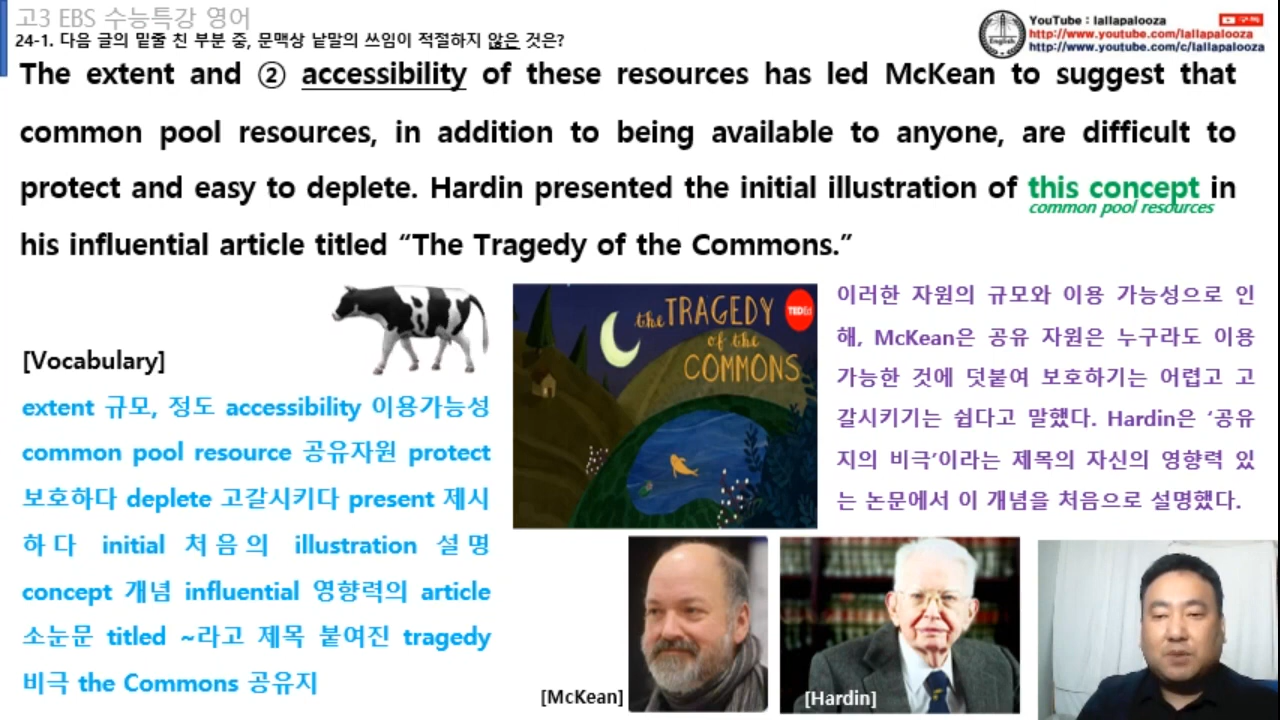 고3 EBS 수능특강 영어
24-1. 다음 글의 밑줄 친 부분 중, 문맥상 낱말의 쓰임이 적절하지 않은 것은?
YouTube : lallapalooza
구독
http://www.youtube.com/lallapalooza
http://www.youtube.com/c/lallapalooza
English
The extent and ② accessibility of these resources has led McKean to suggest that
common pool resources, in addition to being available to anyone, are difficult to
protect and easy to deplete. Hardin presented the initial illustration of this concept in
common pool resources
his influential article titled “The Tragedy of the Commons.”
[Vocabulary]
extent 규모, 정도 accessibility 이용가능성
common pool resource 공유자원 protect
보호하다 deplete 고갈시키다 present 제시
하다 initial 처음의 illustration 설명
concept 개념 influential 영향력의 article
소눈문 titled ~라고 제목 붙여진 tragedy
비극 the Commons 공유지
the TRAGEDY
of the
COMMONS
TEDEd
이러한 자원의 규모와 이용 가능성으로 인
해, McKean은 공유 자원은 누구라도 이용
가능한 것에 덧붙여 보호하기는 어렵고 고
갈시키기는 쉽다고 말했다. Hardin은 ‘공유
지의 비극’이라는 제목의 자신의 영향력 있
는 논문에서 이 개념을 처음으로 설명했다.
[McKean]
[Hardin]